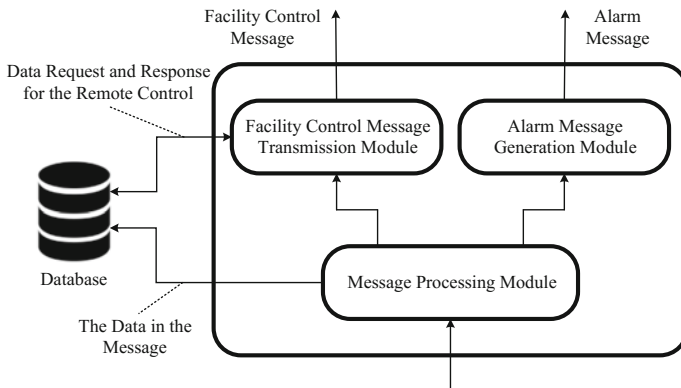 Facility Control
Message
Alarm
Message
Data Request and Response
for the Remote Control
Facility Control Message
Transmission Module
Alarm Message
Generation Module
Database
Message Processing Module
The Data in the
Message